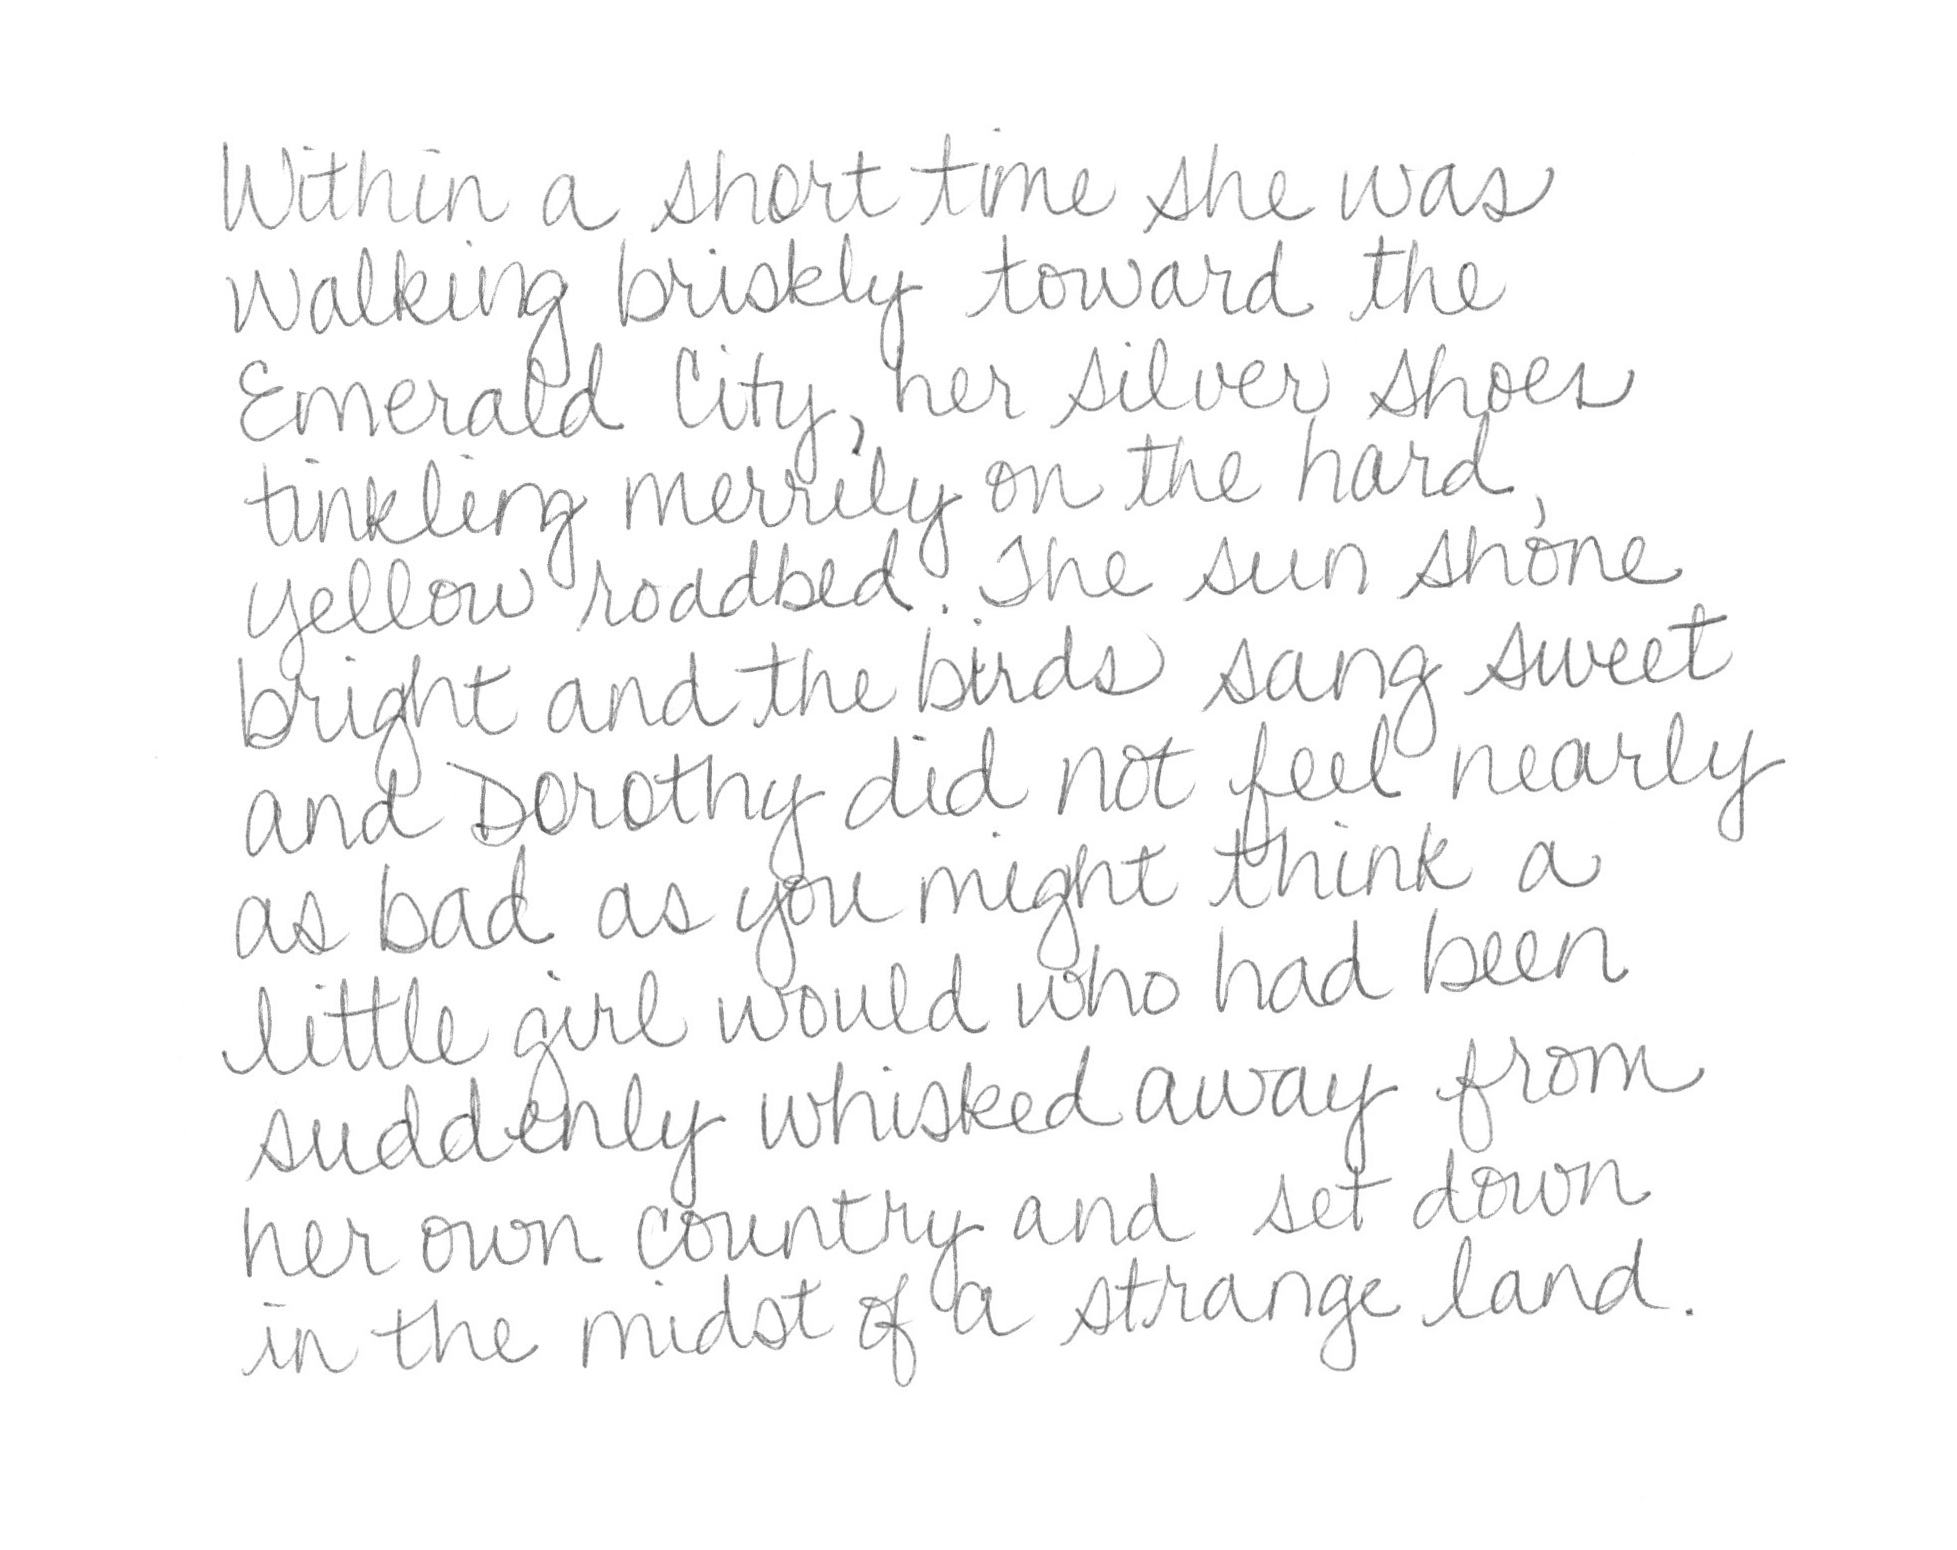 Within a short time she was
walking briskly toward the
Emerald City, her silver shoes
tinkling merrily on the hard,
yellow roadbed. The sun shone
bright and the birds sang sweet
and Dorothy did not feel nearly
as bad as you might think a
little girl would who had been
suddenly whisked away from
her own country and set down
in the midst of a strange land.